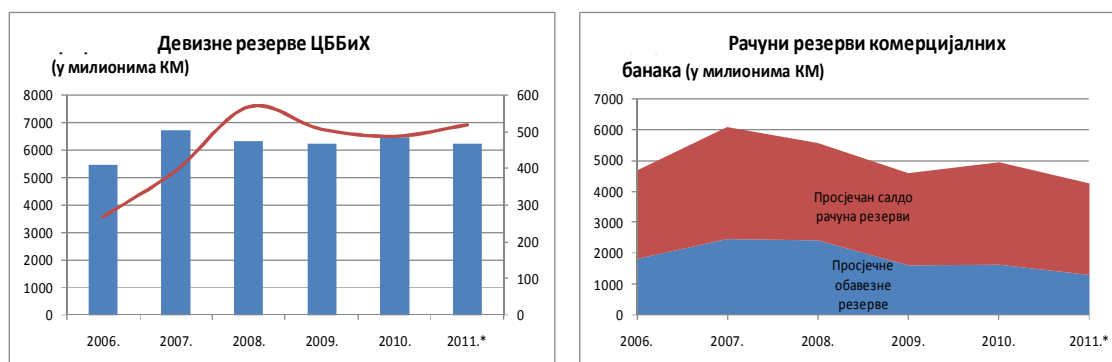 Девизне резерве ЦББиХ
(у милионима КМ)
8000
7000
6000
5000
4000
3000
2000
1000
0
600
500
400
300
200
100
0
2006. 2007. 2008. 2009. 2010. 2011.*
Рачуни резерви комерцијалних
банака (у милионима КМ)
7000
6000
5000
4000
3000
2000
1000
0
Просјечан салдо
рачуна резерви
Просјечне
обавезне
резерве
2006. 2007. 2008. 2009. 2010. 2011.*